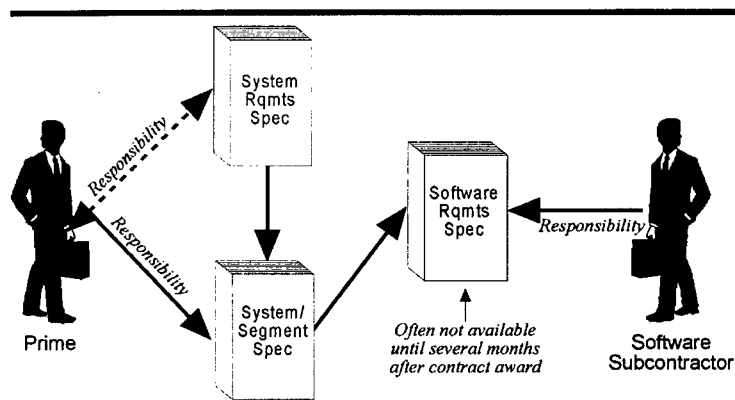 System
Rqmts
Spec
Responsibility
Responsibility
Software
Rqmts
Spec
Responsibility
System/
Segment
Spec
Often not available
until several months
after contract award
Prime
Software
Subcontractor